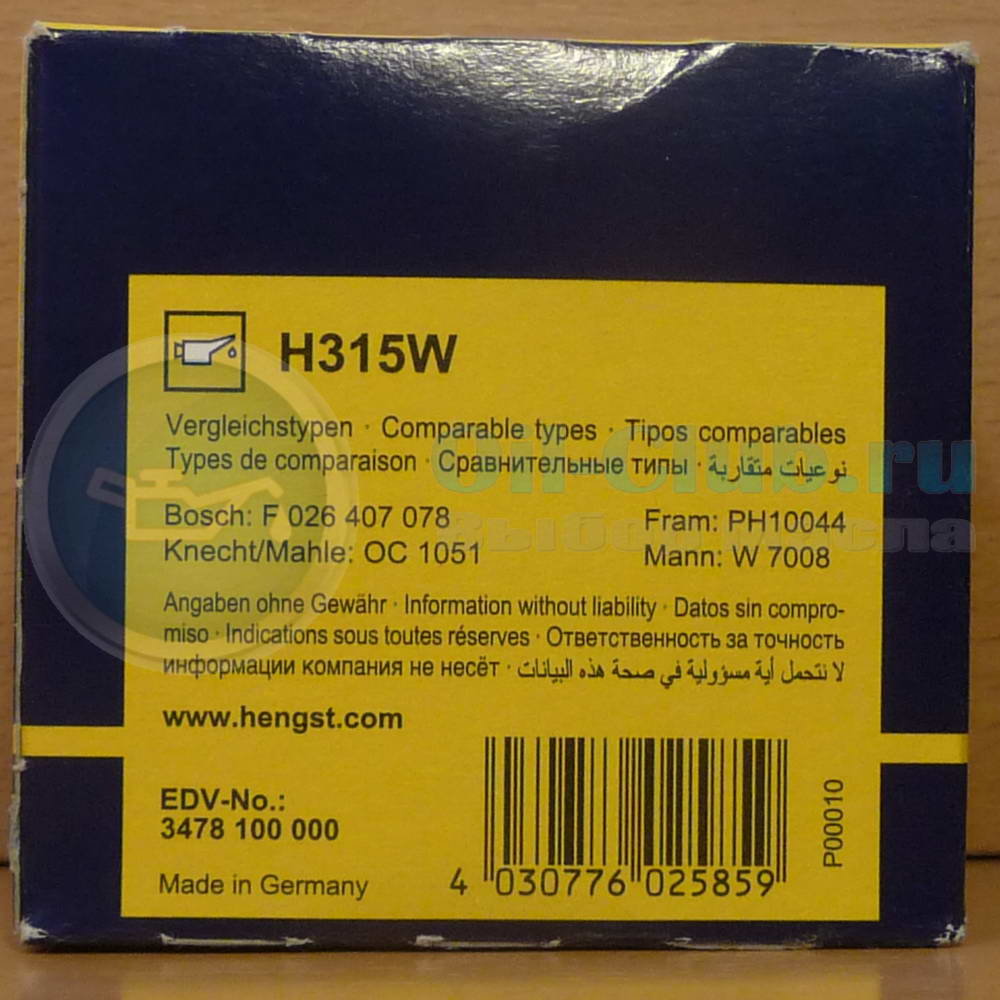 H315W
Vergleichstypen · Comparable types · Tipos comparables
Types de comparaison · Сравнительные типы · نوعيات متقاربة
Bosch: F 026 407 078 Fram: PH10044
Knecht/Mahle: OC 1051 Mann: W 7008
Angaben ohne Gewähr · Information without liability · Datos sin compro-
miso · Indications sous toutes réserves · Ответственность за точность
информации компания не несёт · لا نتحمل أية مسؤولية في صحة هذه البيانات
www.hengst.com
EDV-No.:
3478 100 000
Made in Germany
4 030776 025859
P00010
Oil-Club.ru
Выбор масла